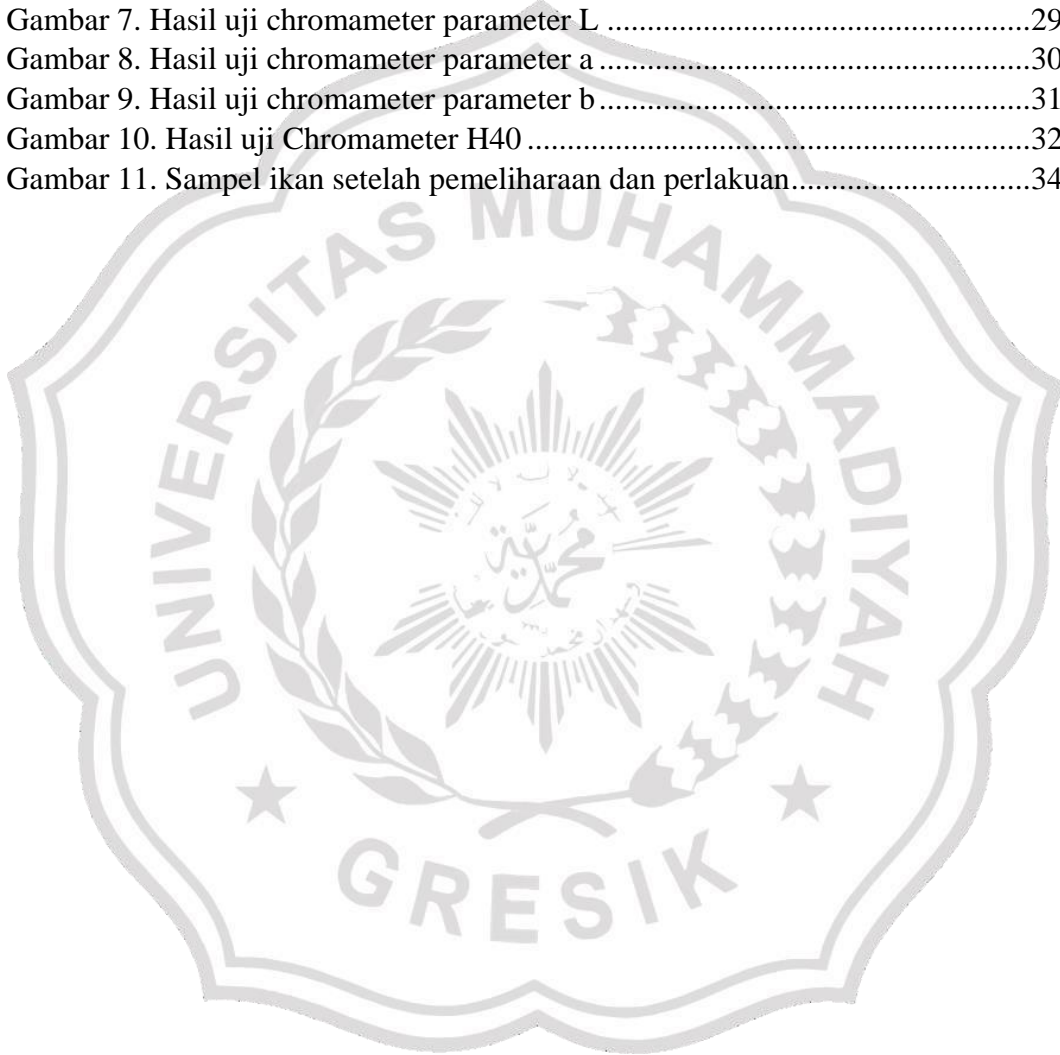 Gambar 7. Hasil uji chromameter parameter L ........................................................29
Gambar 8. Hasil uji chromameter parameter a ........................................................30
Gambar 9. Hasil uji chromameter parameter b ........................................................31
Gambar 10. Hasil uji Chromameter H40 ................................................................32
Gambar 11. Sampel ikan setelah pemeliharaan dan perlakuan................................34
UNIVERSITAS MUHAMMADIYAH
محمدية
GRESIK